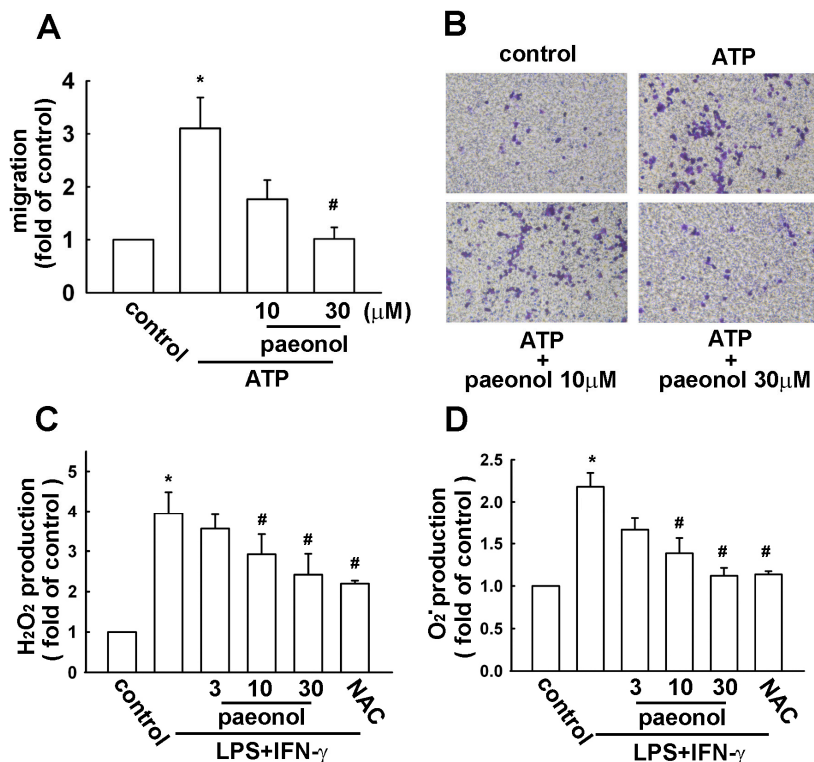 A
migration
(fold of control)
4
3
2
1
0
*
#
control
10
30
(μM)
paeonol
ATP
B
control
ATP
ATP
+
paeonol 10μM
ATP
+
paeonol 30μM
C
H2O2 production
( fold of control )
5
4
3
2
1
0
*
#
#
#
control
3
10
30
NAC
paeonol
LPS+IFN-γ
D
O2·- production
( fold of control )
2.5
2.0
1.5
1.0
0.5
0.0
*
#
#
#
control
3
10
30
NAC
paeonol
LPS+IFN-γ